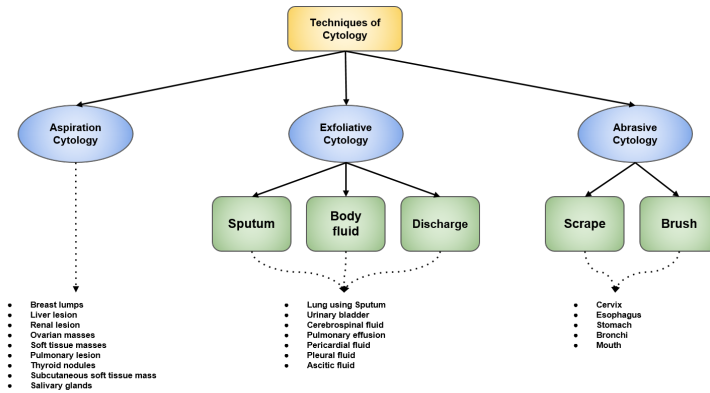 Techniques of
Cytology
Aspiration
Cytology
Exfoliative
Cytology
Abrasive
Cytology
Sputum
Body
fluid
Discharge
Scrape
Brush
● Breast lumps
● Liver lesion
● Renal lesion
● Ovarian masses
● Soft tissue masses
● Pulmonary lesion
● Thyroid nodules
● Subcutaneous soft tissue mass
● Salivary glands
● Lung using Sputum
● Urinary bladder
● Cerebrospinal fluid
● Pulmonary effusion
● Pericardial fluid
● Pleural fluid
● Ascitic fluid
● Cervix
● Esophagus
● Stomach
● Bronchi
● Mouth